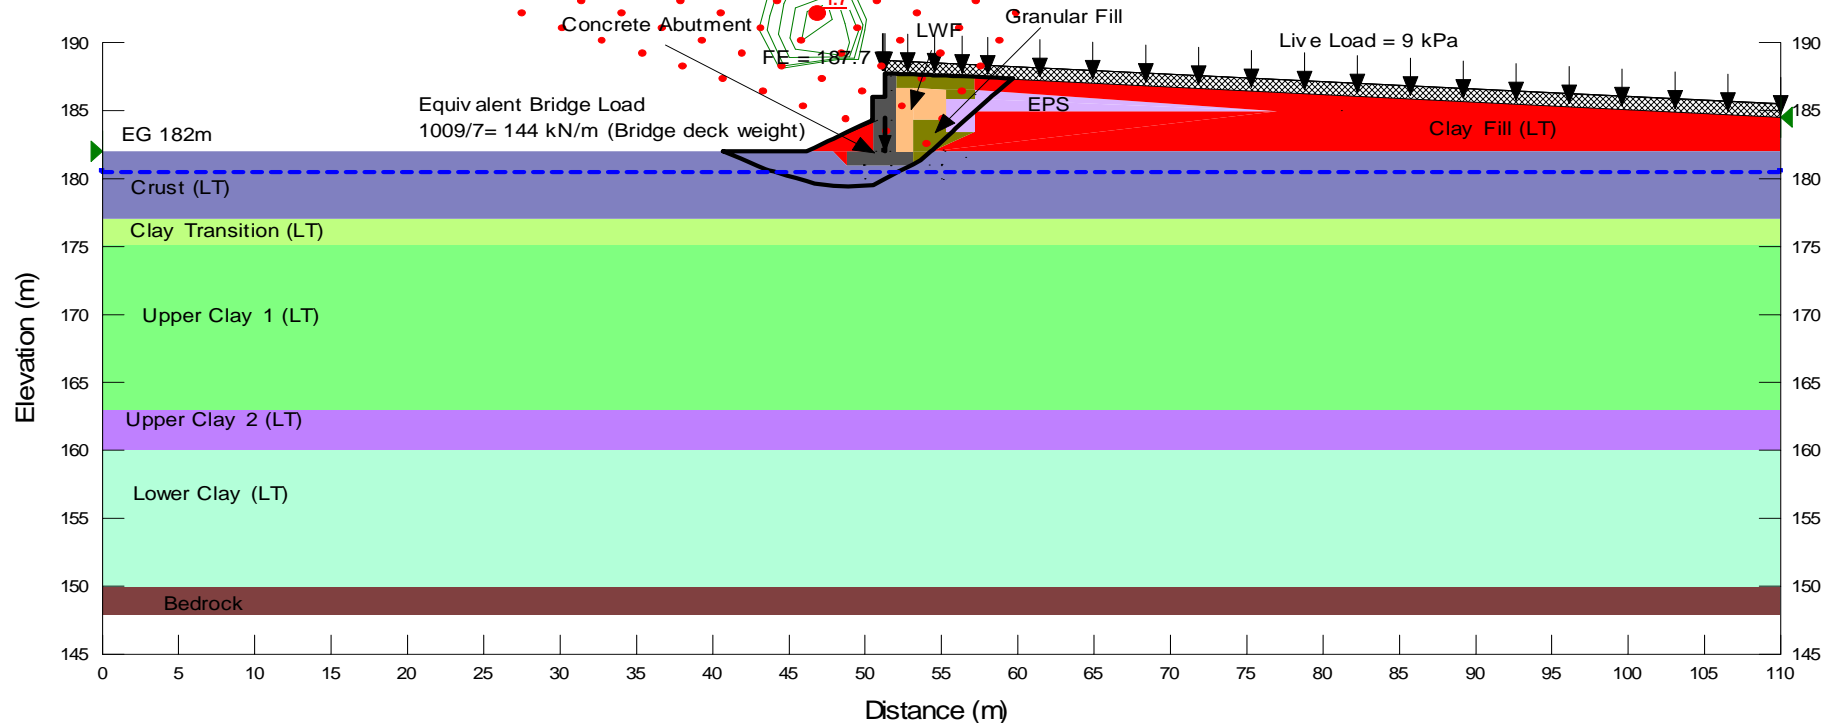 1.7
Concrete Abutment
LWF
Granular Fill
FE = 187.7
Live Load = 9 kPa
190
190
Equivalent Bridge Load
1009/7= 144 kN/m (Bridge deck weight)
EPS
185
185
EG 182m
Clay Fill (LT)
180
180
Crust (LT)
Clay Transition (LT)
175
175
Upper Clay 1 (LT)
170
170
165
165
Upper Clay 2 (LT)
160
160
Lower Clay (LT)
155
155
150
150
Bedrock
145
145
Elevation (m)
0 5 10 15 20 25 30 35 40 45 50 55 60 65 70 75 80 85 90 95 100 105 110
Distance (m)